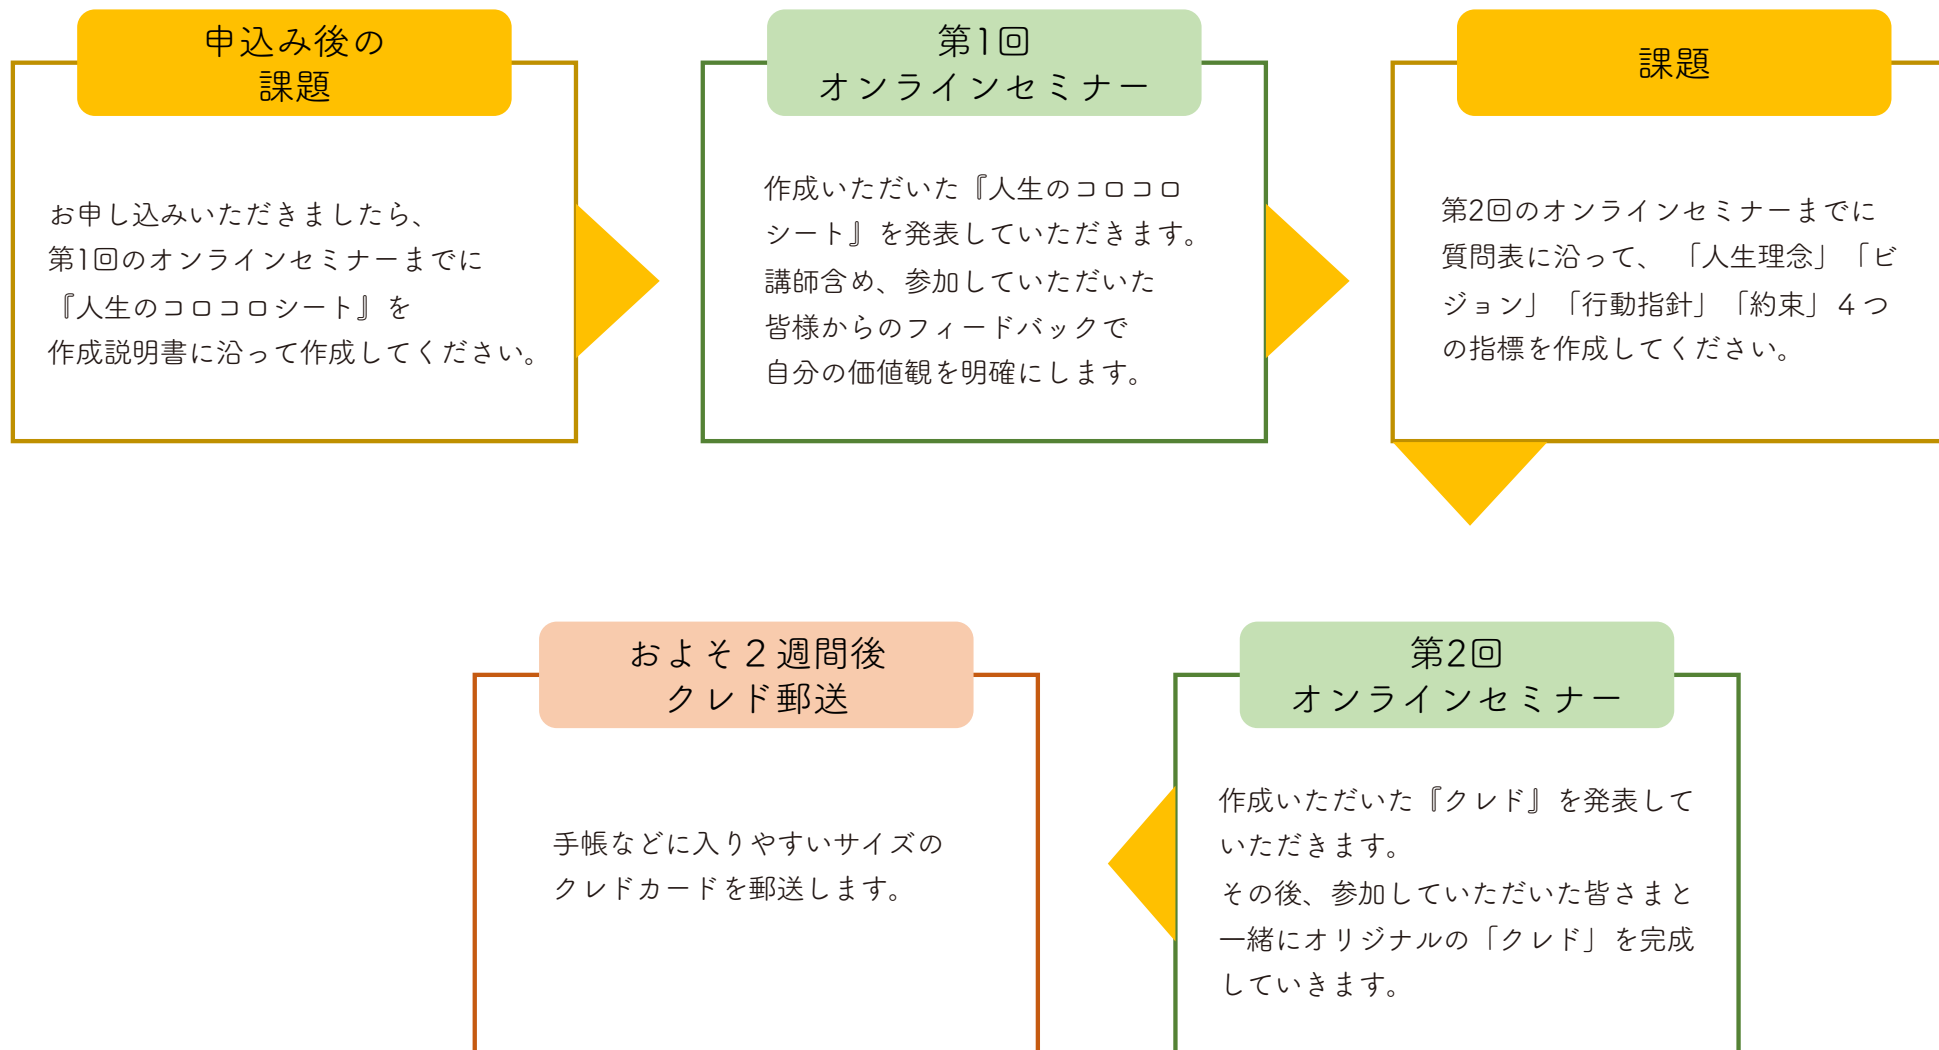 申込み後の
課題
お申し込みいただきましたら、
第1回のオンラインセミナーまでに
『人生のコロコロシート』を
作成説明書に沿って作成してください。
第1回
オンラインセミナー
作成いただいた『人生のコロコロ
シート』を発表していただきます。
講師含め、参加していただいた
皆様からのフィードバックで
自分の価値観を明確にします。
課題
第2回のオンラインセミナーまでに
質問表に沿って、 「人生理念」「ビ
ジョン」「行動指針」「約束」４つ
の指標を作成してください。
第2回
オンラインセミナー
作成いただいた『クレド』を発表して
いただきます。
その後、参加していただいた皆さまと
一緒にオリジナルの「クレド」を完成
していきます。
およそ２週間後
クレド郵送
手帳などに入りやすいサイズの
クレドカードを郵送します。